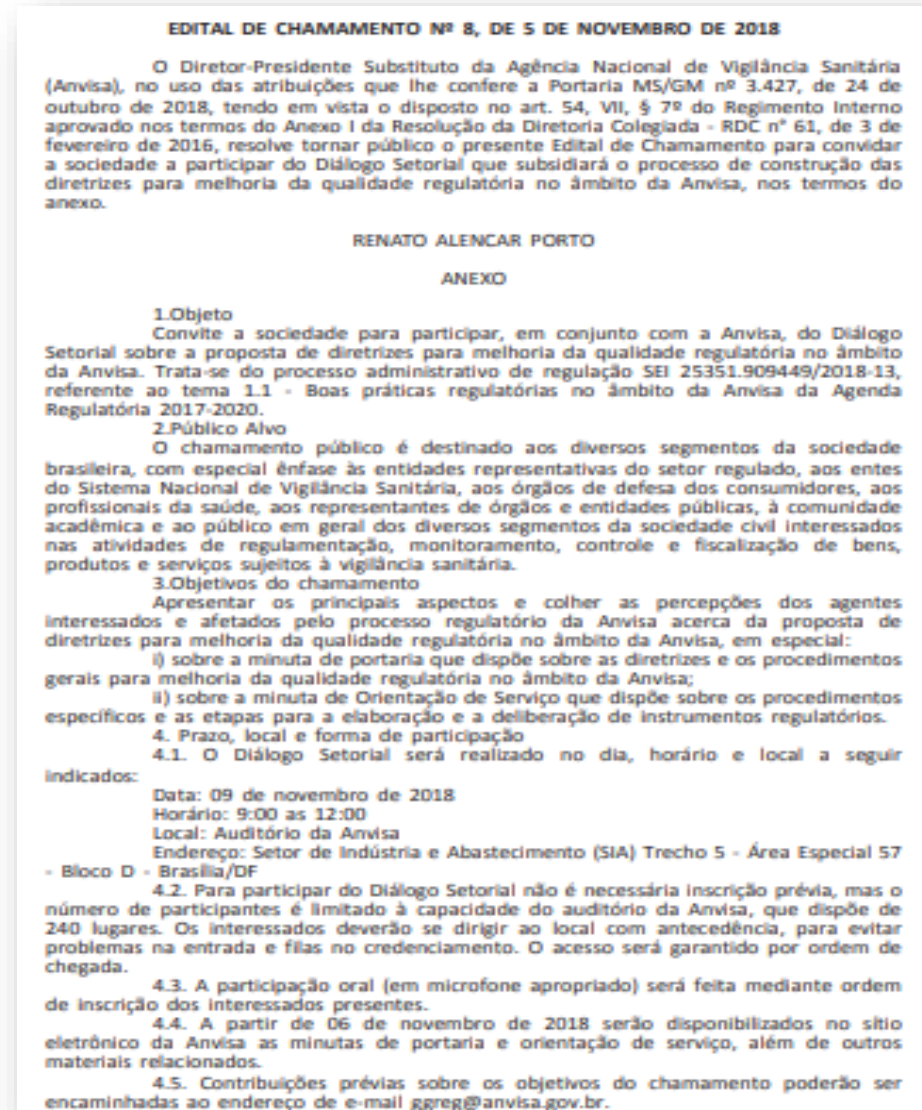 EDITAL DE CHAMAMENTO Nº 8, DE 5 DE NOVEMBRO DE 2018
O Diretor-Presidente Substituto da Agência Nacional de Vigilância Sanitária
(Anvisa), no uso das atribuições que lhe confere a Portaria MS/GM nº 3.427, de 24 de
outubro de 2018, tendo em vista o disposto no art. 54, VII, § 7º do Regimento Interno
aprovado nos termos do Anexo I da Resolução da Diretoria Colegiada - RDC n° 61, de 3 de
fevereiro de 2016, resolve tornar público o presente Edital de Chamamento para convidar
a sociedade a participar do Diálogo Setorial que subsidiará o processo de construção das
diretrizes para melhoria da qualidade regulatória no âmbito da Anvisa, nos termos do
anexo.
RENATO ALENCAR PORTO
ANEXO
1.Objeto
Convite a sociedade para participar, em conjunto com a Anvisa, do Diálogo
Setorial sobre a proposta de diretrizes para melhoria da qualidade regulatória no âmbito
da Anvisa. Trata-se do processo administrativo de regulação SEI 25351.909449/2018-13,
referente ao tema 1.1 - Boas práticas regulatórias no âmbito da Anvisa da Agenda
Regulatória 2017-2020.
2.Público Alvo
O chamamento público é destinado aos diversos segmentos da sociedade
brasileira, com especial ênfase às entidades representativas do setor regulado, aos entes
do Sistema Nacional de Vigilância Sanitária, aos órgãos de defesa dos consumidores, aos
profissionais da saúde, aos representantes de órgãos e entidades públicas, à comunidade
acadêmica e ao público em geral dos diversos segmentos da sociedade civil interessados
nas atividades de regulamentação, monitoramento, controle e fiscalização de bens,
produtos e serviços sujeitos à vigilância sanitária.
3.Objetivos do chamamento
Apresentar os principais aspectos e colher as percepções dos agentes
interessados e afetados pelo processo regulatório da Anvisa acerca da proposta de
diretrizes para melhoria da qualidade regulatória no âmbito da Anvisa, em especial:
i) sobre a minuta de portaria que dispõe sobre as diretrizes e os procedimentos
gerais para melhoria da qualidade regulatória no âmbito da Anvisa;
ii) sobre a minuta de Orientação de Serviço que dispõe sobre os procedimentos
específicos e as etapas para a elaboração e a deliberação de instrumentos regulatórios.
4. Prazo, local e forma de participação
4.1. O Diálogo Setorial será realizado no dia, horário e local a seguir
indicados:
Data: 09 de novembro de 2018
Horário: 9:00 as 12:00
Local: Auditório da Anvisa
Endereço: Setor de Indústria e Abastecimento (SIA) Trecho 5 - Área Especial 57
- Bloco D - Brasília/DF
4.2. Para participar do Diálogo Setorial não é necessária inscrição prévia, mas o
número de participantes é limitado à capacidade do auditório da Anvisa, que dispõe de
240 lugares. Os interessados deverão se dirigir ao local com antecedência, para evitar
problemas na entrada e filas no credenciamento. O acesso será garantido por ordem de
chegada.
4.3. A participação oral (em microfone apropriado) será feita mediante ordem
de inscrição dos interessados presentes.
4.4. A partir de 06 de novembro de 2018 serão disponibilizados no sítio
eletrônico da Anvisa as minutas de portaria e orientação de serviço, além de outros
materiais relacionados.
4.5. Contribuições prévias sobre os objetivos do chamamento poderão ser
encaminhadas ao endereço de e-mail ggreg@anvisa.gov.br.